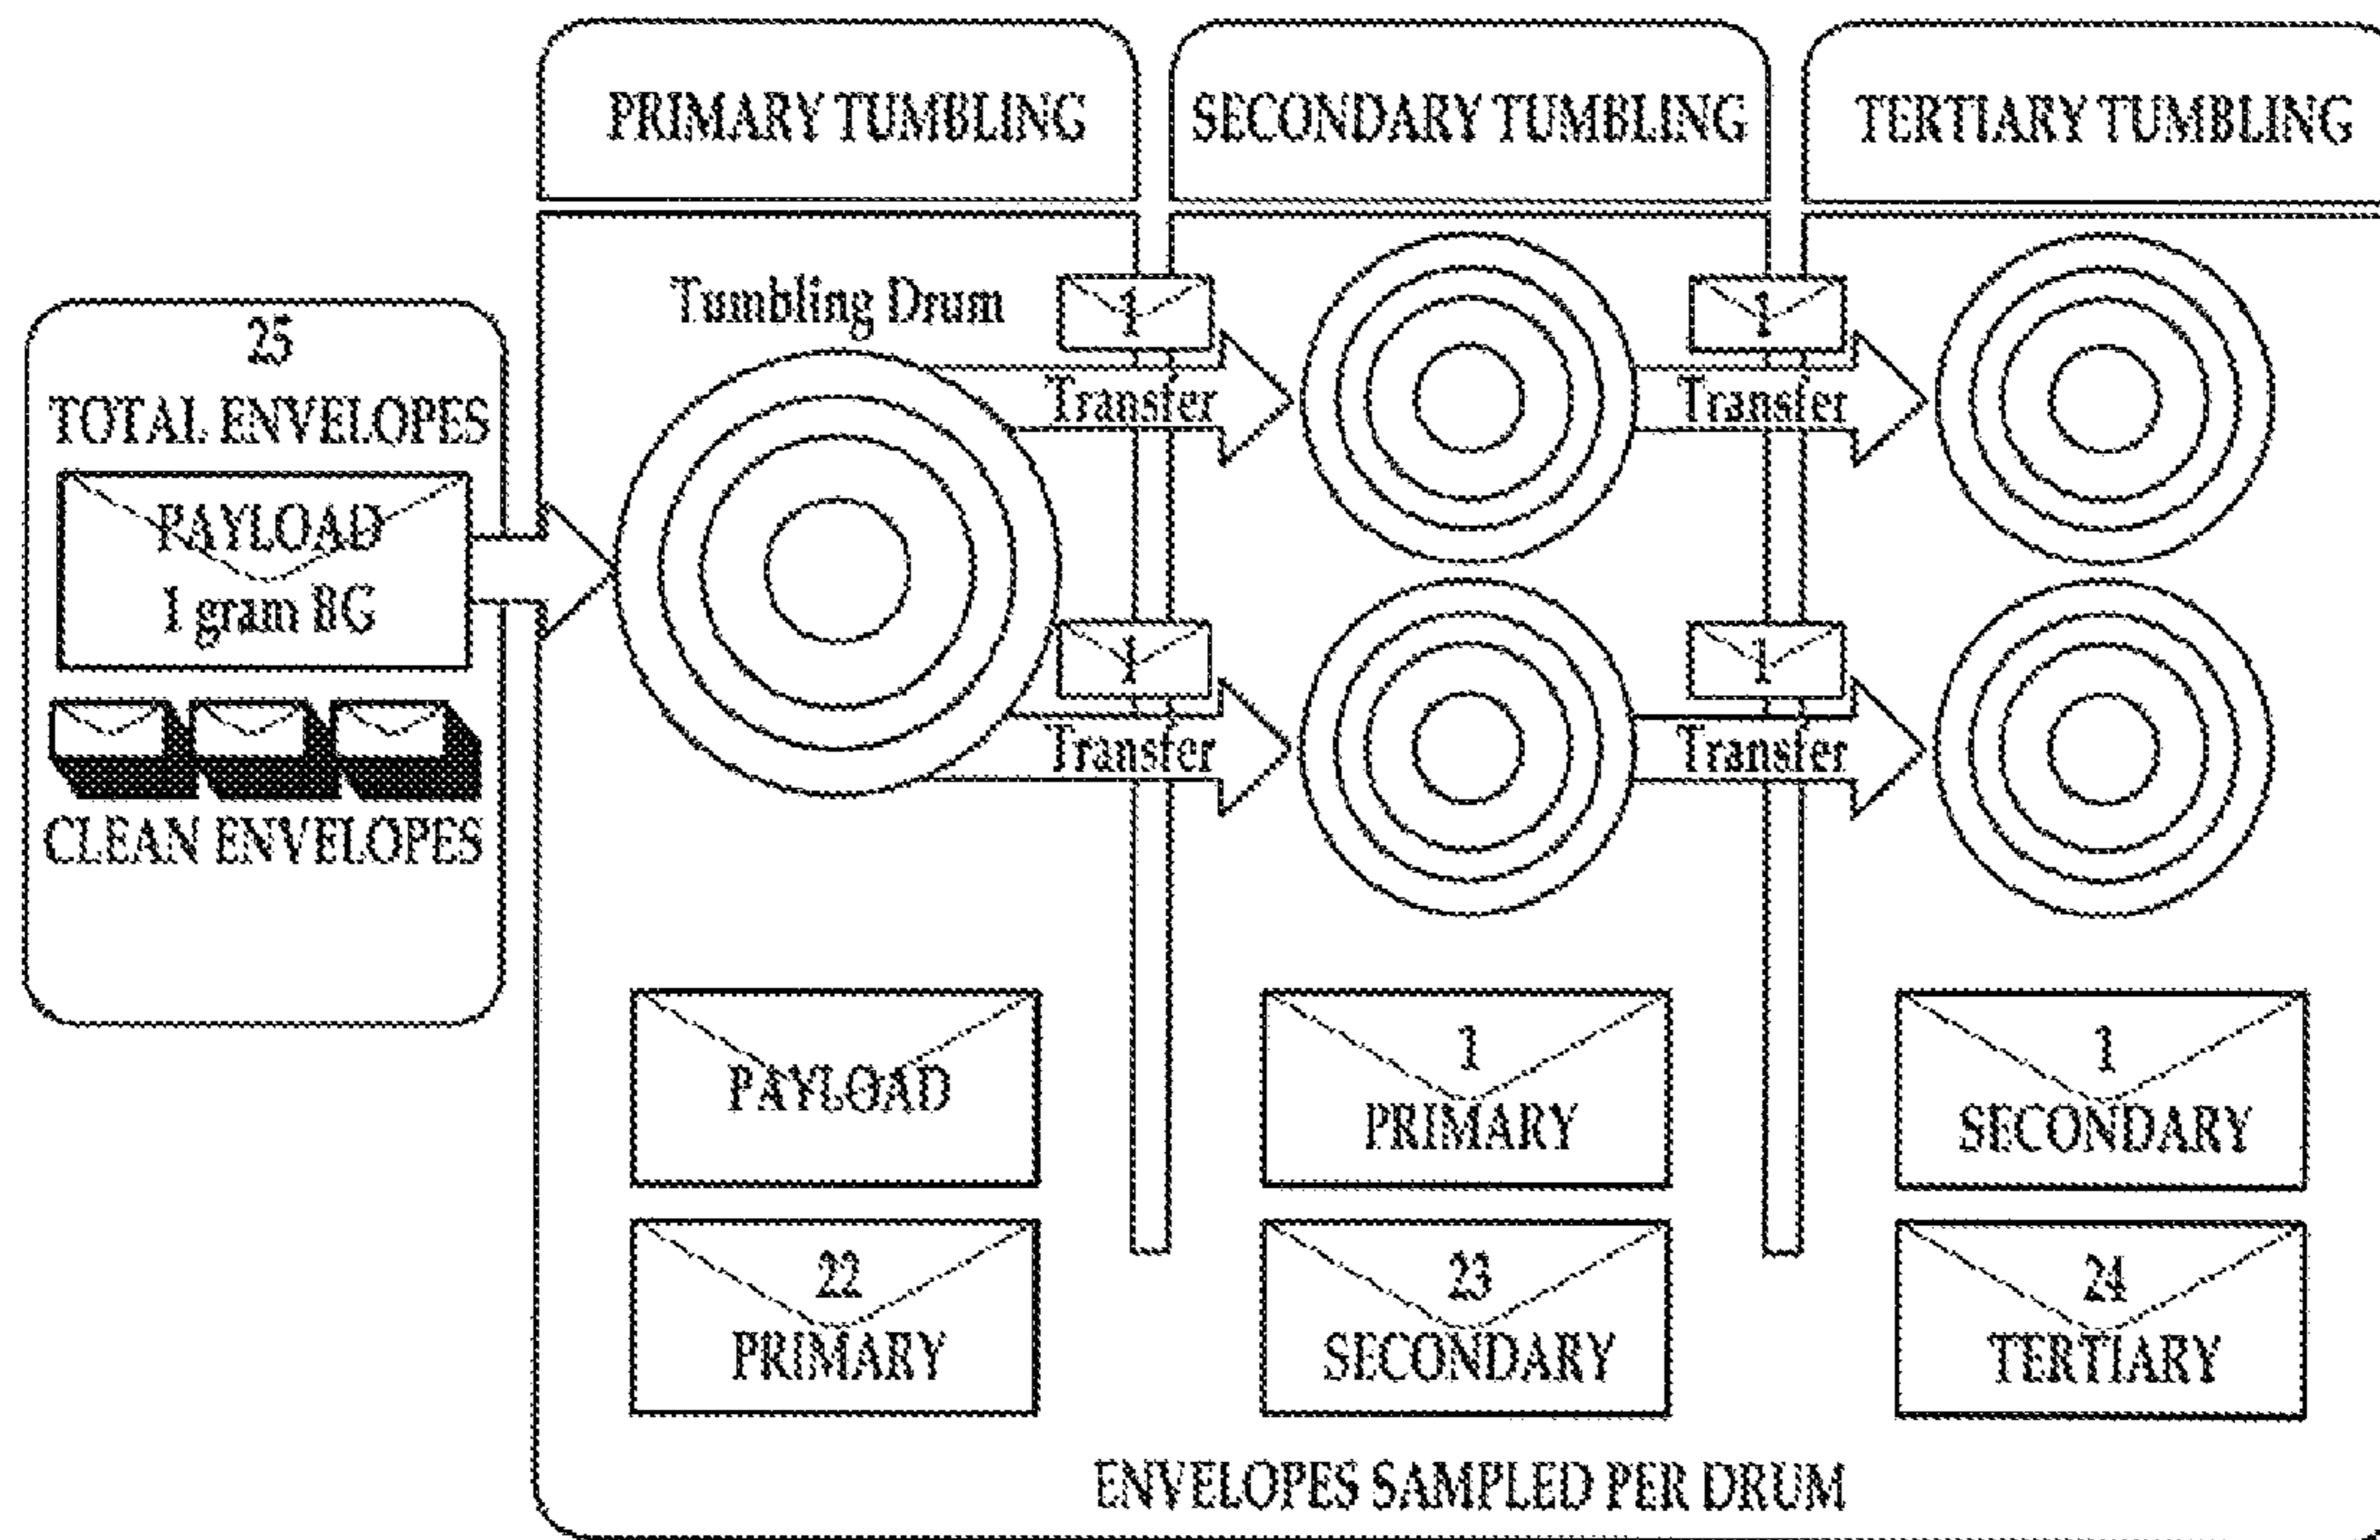 PRIMARY TUMBLING
SECONDARY TUMBLING
TERTIARY TUMBLING
25
TOTAL ENVELOPES
PAYLOAD
1 gram BG
CLEAN ENVELOPES
Tumbling Drum
1
Transfer
1
Transfer
1
Transfer
1
Transfer
PAYLOAD
22
PRIMARY
1
PRIMARY
23
SECONDARY
1
SECONDARY
24
TERTIARY
ENVELOPES SAMPLED PER DRUM